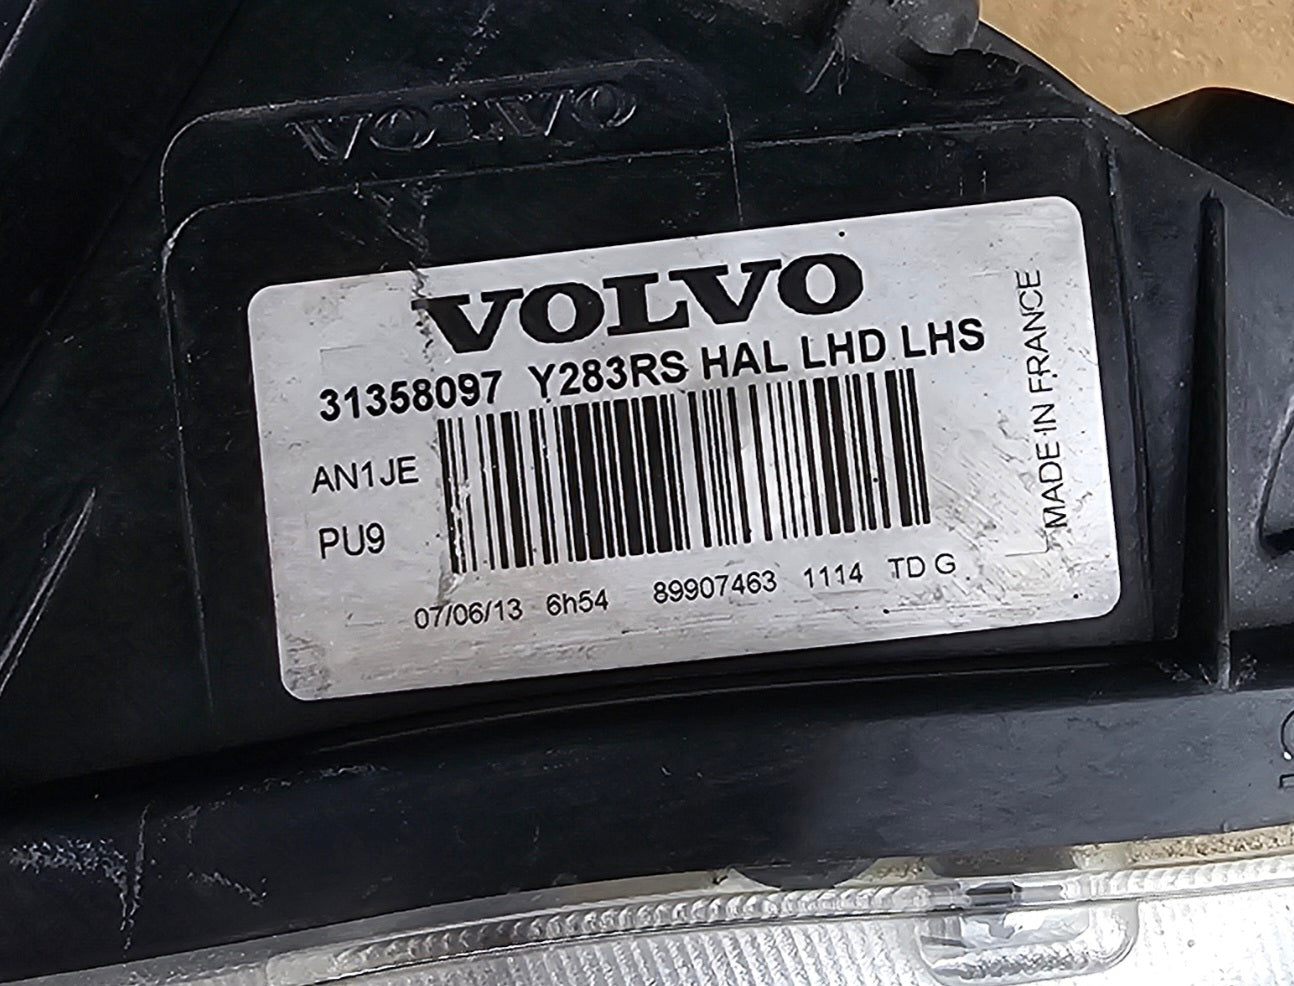 VOLVO
VOLVO
31358097 Y283RS HAL LHD LHS
AN1JE
PU9
07/06/13 6h54 89907463 1114 TD G
MADE IN FRANCE